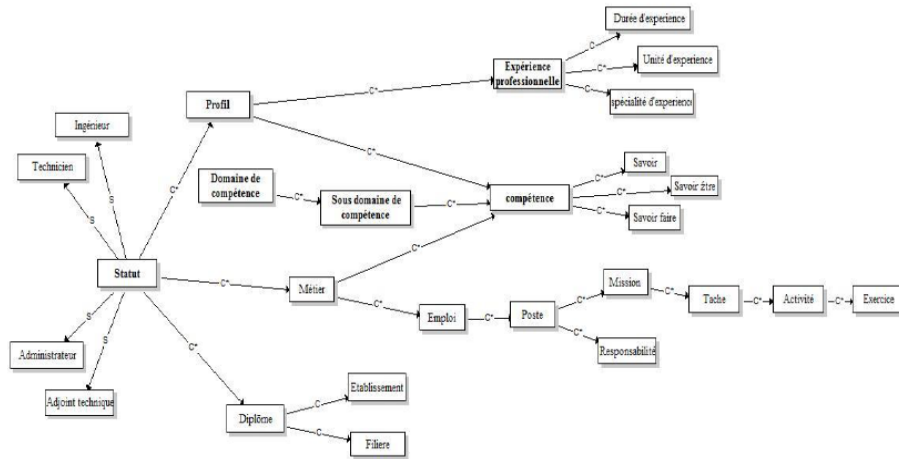 Durée d'experience
C
Expérience
professionnelle
C*
Unité d'experience
C
spécialité d'experience
Profil
C*
Ingénieur
Technicien
C*
Savoir
Domaine de
compétence
C*
Sous domaine de
compétence
C*
compétence
C*
C*
Savoir žtre
C*
Savoir faire
S
S
C*
C*
Statut
C*
Métier
Mission
C*
Tache
C*
Activité
C*
Exercice
C*
Emploi
C*
Poste
C*
C*
Responsabilité
S
S
C*
Administrateur
Adjoint technique
Etablissement
C
Diplôme
C
Filiere